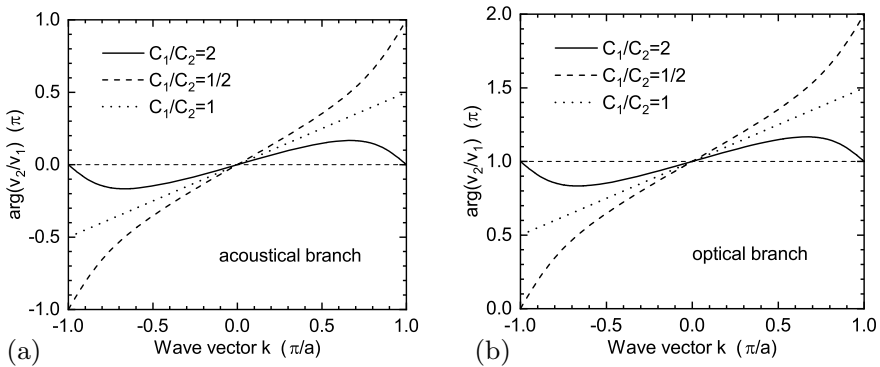 1.0
0.5
0.0
-0.5
-1.0
-1.0 -0.5 0.0 0.5 1.0
arg(v₂/v₁) (π)
C₁/C₂=2
C₁/C₂=1/2
C₁/C₂=1
acoustical branch
(a)
Wave vector k (π/a)
2.0
1.5
1.0
0.5
0.0
-1.0 -0.5 0.0 0.5 1.0
arg(v₂/v₁) (π)
C₁/C₂=2
C₁/C₂=1/2
C₁/C₂=1
optical branch
(b)
Wave vector k (π/a)